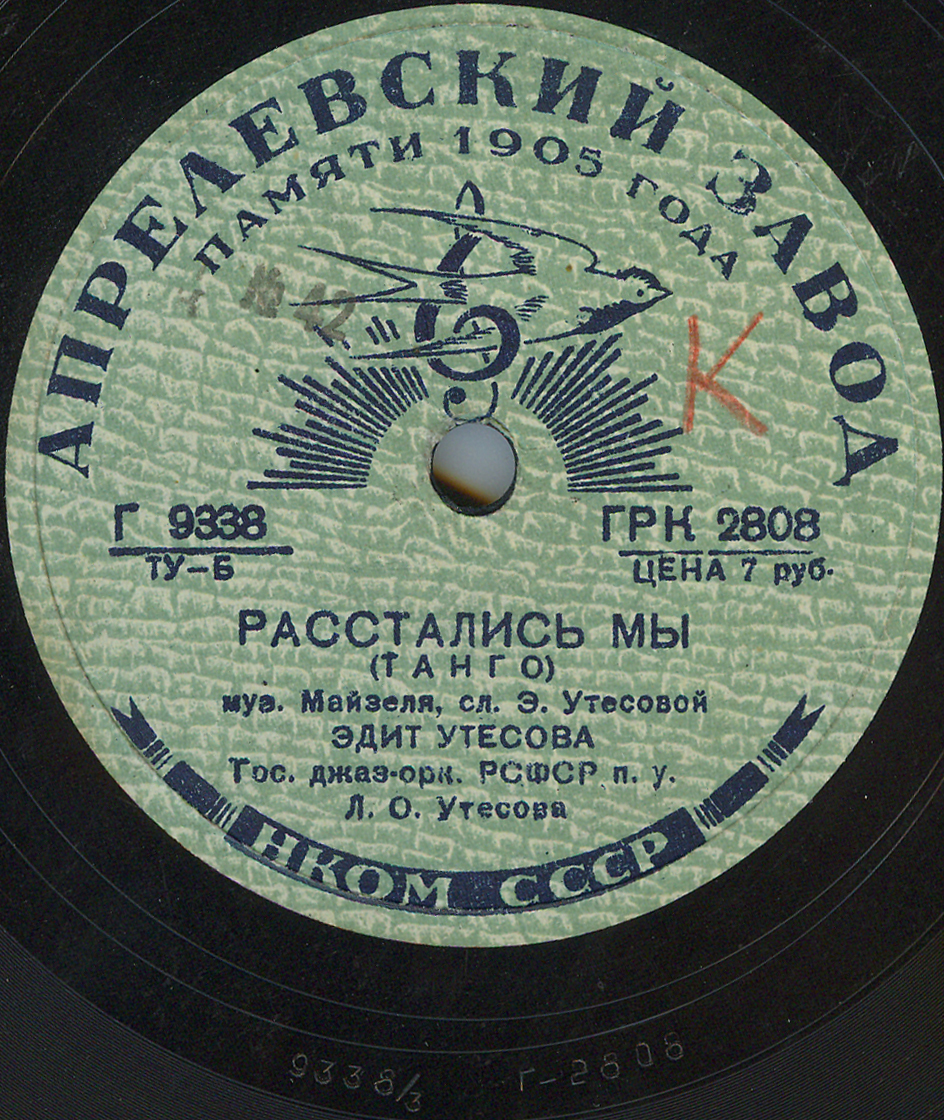 АПРЕЛЕВСКИЙ ЗАВОД
ПАМЯТИ 1905 ГОДА
К
Г 9338
ТУ–Б
ГРК 2808
ЦЕНА 7 руб.
РАССТАЛИСЬ МЫ
(ТАНГО)
муз. Майзеля, сл. Э. Утесовой
ЭДИТ УТЕСОВА
Гос. джаз-орк. РСФСР п. у.
Л. О. Утесова
НКОМ СССР
9338/3 Г-2808